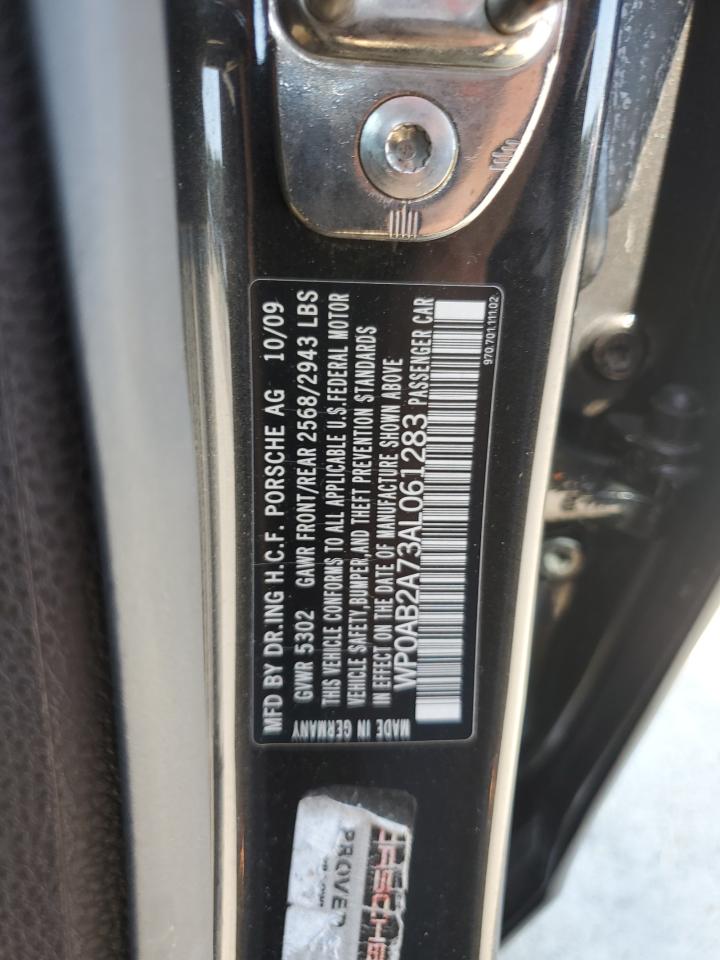 MFD BY DR.ING H.C.F. PORSCHE AG 10/09
GVWR 5302 GAWR FRONT/REAR 2568/2943 LBS
THIS VEHICLE CONFORMS TO ALL APPLICABLE U.S.FEDERAL MOTOR
VEHICLE SAFETY,BUMPER,AND THEFT PREVENTION STANDARDS
IN EFFECT ON THE DATE OF MANUFACTURE SHOWN ABOVE
MADE IN GERMANY WP0AB2A73AL061283 PASSENGER CAR
970.701.111.02
PROVED